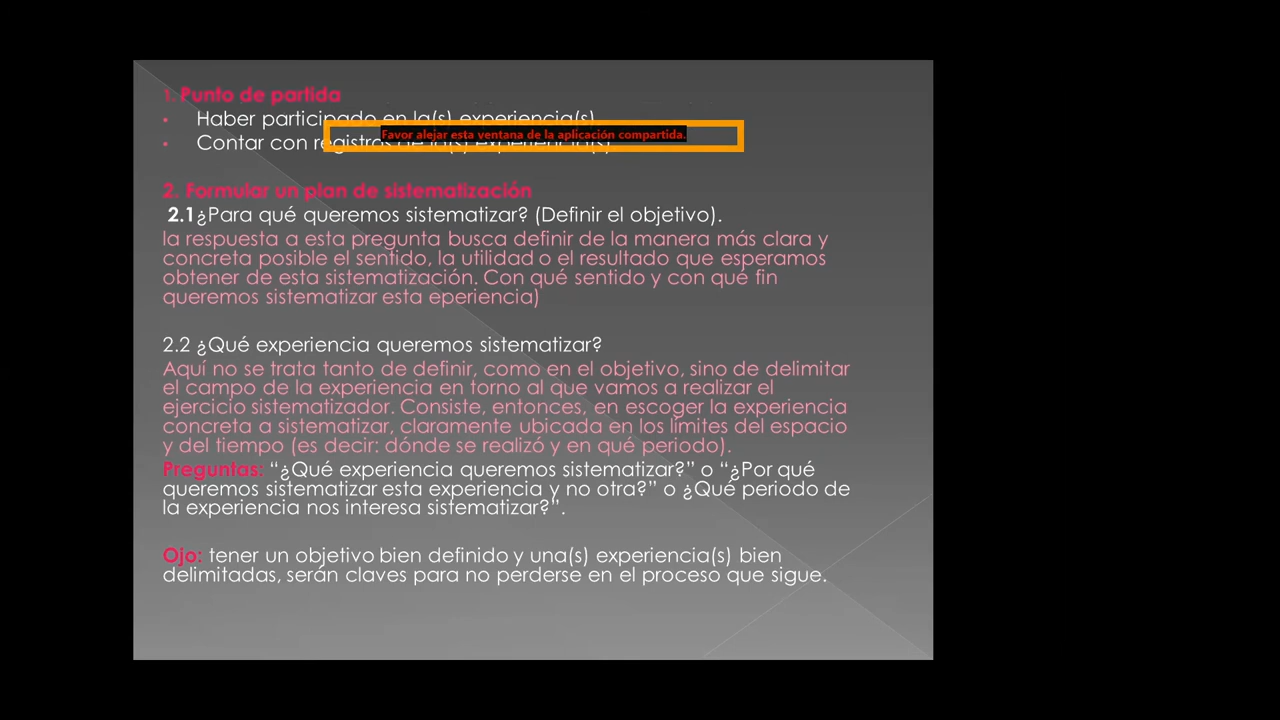 1. Punto de partida
• Haber participado en la(s) experiencia(s).
Favor alejar esta ventana de la aplicación compartida.
• Contar con registros de la(s) experiencia(s).
2. Formular un plan de sistematización
2.1¿Para qué queremos sistematizar? (Definir el objetivo).
la respuesta a esta pregunta busca definir de la manera más clara y
concreta posible el sentido, la utilidad o el resultado que esperamos
obtener de esta sistematización. Con qué sentido y con qué fin
queremos sistematizar esta eperiencia)
2.2 ¿Qué experiencia queremos sistematizar?
Aquí no se trata tanto de definir, como en el objetivo, sino de delimitar
el campo de la experiencia en torno al que vamos a realizar el
ejercicio sistematizador. Consiste, entonces, en escoger la experiencia
concreta a sistematizar, claramente ubicada en los límites del espacio
y del tiempo (es decir: dónde se realizó y en qué periodo).
Preguntas: “¿Qué experiencia queremos sistematizar?” o “¿Por qué
queremos sistematizar esta experiencia y no otra?” o ¿Qué periodo de
la experiencia nos interesa sistematizar?”.
Ojo: tener un objetivo bien definido y una(s) experiencia(s) bien
delimitadas, serán claves para no perderse en el proceso que sigue.